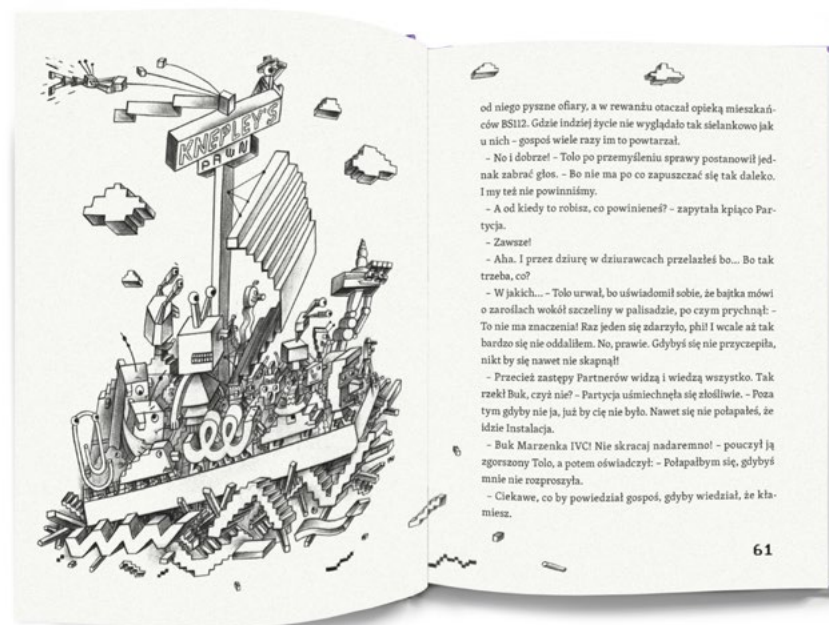 KNEPLEY'S
PAWN
od niego pyszne ofiary, a w rewanżu otaczał opieką mieszkań-
ców BS112. Gdzie indziej życie nie wyglądało tak sielankowo jak
u nich – gospoś wiele razy im to powtarzał.
– No i dobrze! – Tolo po przemyśleniu sprawy postanowił jed-
nak zabrać głos. – Bo nie ma po co zapuszczać się tak daleko.
I my też nie powinniśmy.
– A od kiedy to robisz, co powinieneś? – zapytała kpiąco Par-
tycja.
– Zawsze!
– Aha. I przez dziurę w dziurawcach przelazłeś bo... Bo tak
trzeba, co?
– W jakich... – Tolo urwał, bo uświadomił sobie, że bajtka mówi
o zaroślach wokół szczeliny w palisadzie, po czym prychnął: –
To nie ma znaczenia! Raz jeden się zdarzyło, phi! I wcale aż tak
bardzo się nie oddaliłem. No, prawie. Gdybyś się nie przyczepiła,
nikt by się nawet nie skapnął!
– Przecież zastępy Partnerów widzą i wiedzą wszystko. Tak
rzekł Buk, czyż nie? – Partycja uśmiechnęła się złośliwie. – Poza
tym gdyby nie ja, już by cię nie było. Nawet się nie połapałeś, że
idzie Instalacja.
– Buk Marzenka IVC! Nie skracaj nadaremno! – pouczył ją
zgorszony Tolo, a potem oświadczył: – Połapałbym się, gdybyś
mnie nie rozproszyła.
– Ciekawe, co by powiedział gospoś, gdyby wiedział, że kła-
miesz.
61